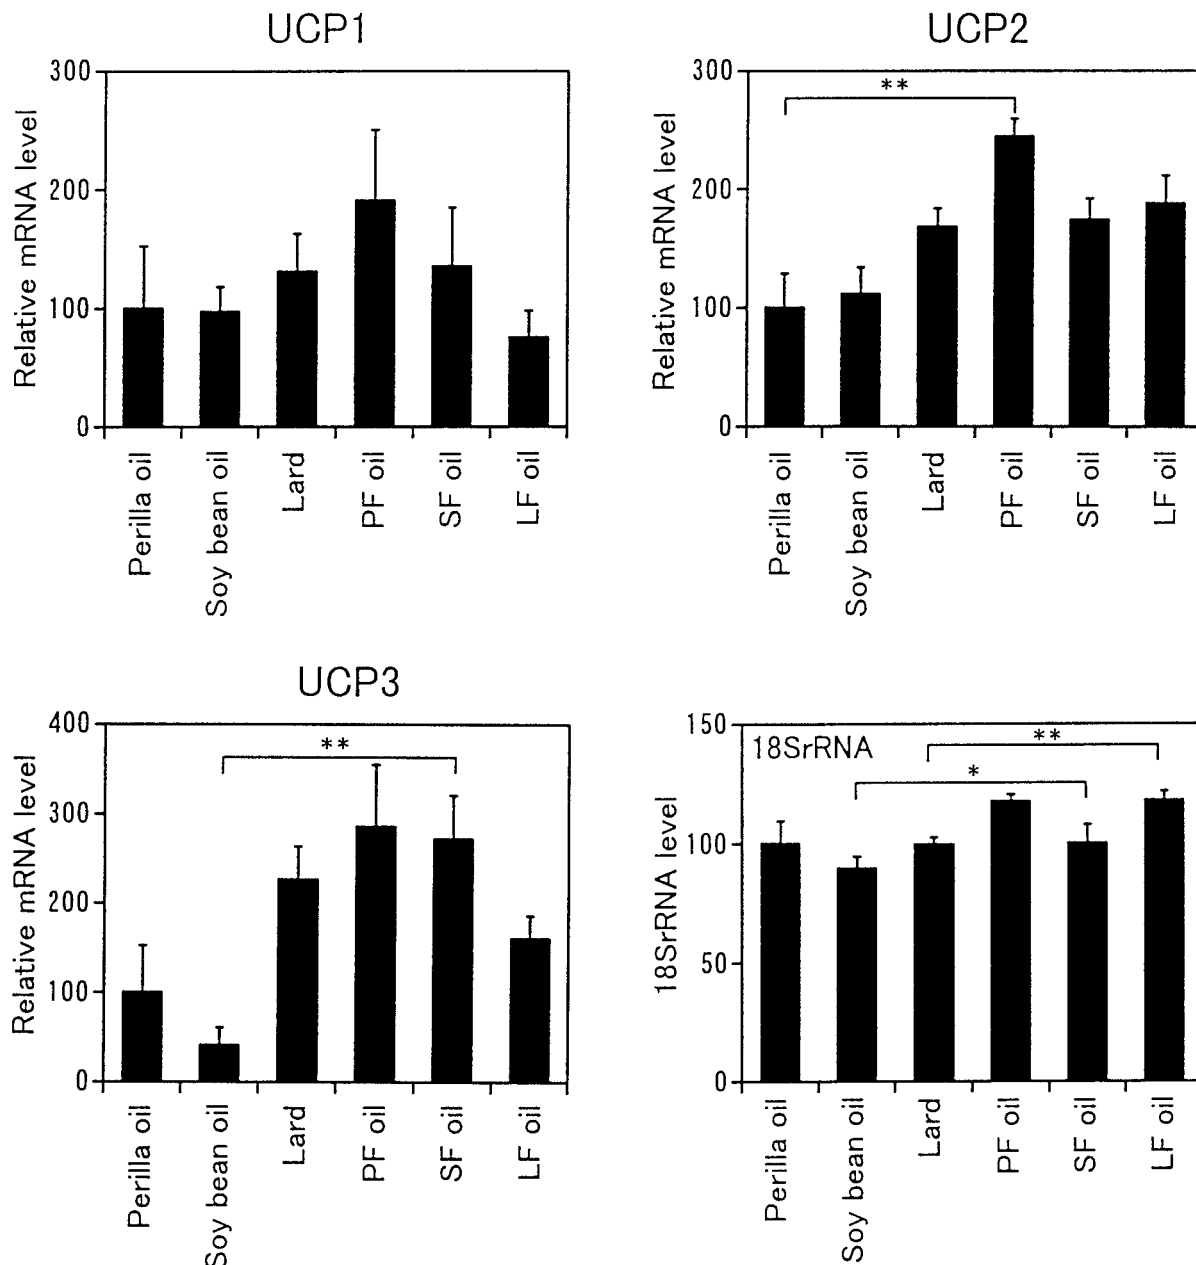 UCP1
Relative mRNA level
300
200
100
0
Perilla oil
Soy bean oil
Lard
PF oil
SF oil
LF oil
UCP2
Relative mRNA level
300
200
100
0
**
Perilla oil
Soy bean oil
Lard
PF oil
SF oil
LF oil
UCP3
Relative mRNA level
400
300
200
100
0
**
Perilla oil
Soy bean oil
Lard
PF oil
SF oil
LF oil
18SrRNA
18SrRNA level
150
100
50
0
**
*
Perilla oil
Soy bean oil
Lard
PF oil
SF oil
LF oil